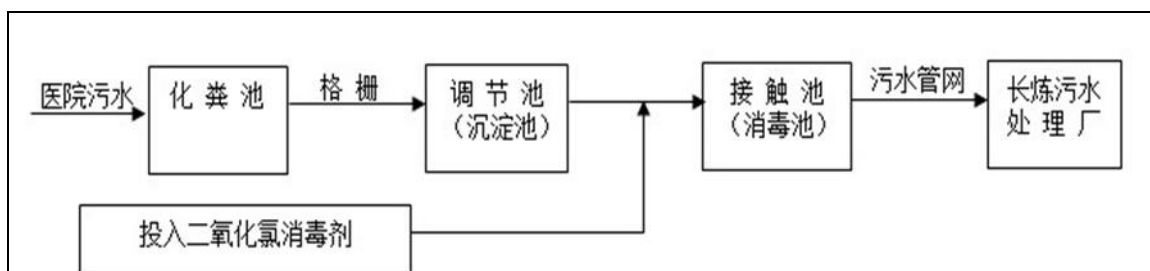 医院污水
化粪池
格栅
调节池
（沉淀池）
接触池
（消毒池）
污水管网
长炼污水
处理厂
投入二氧化氯消毒剂